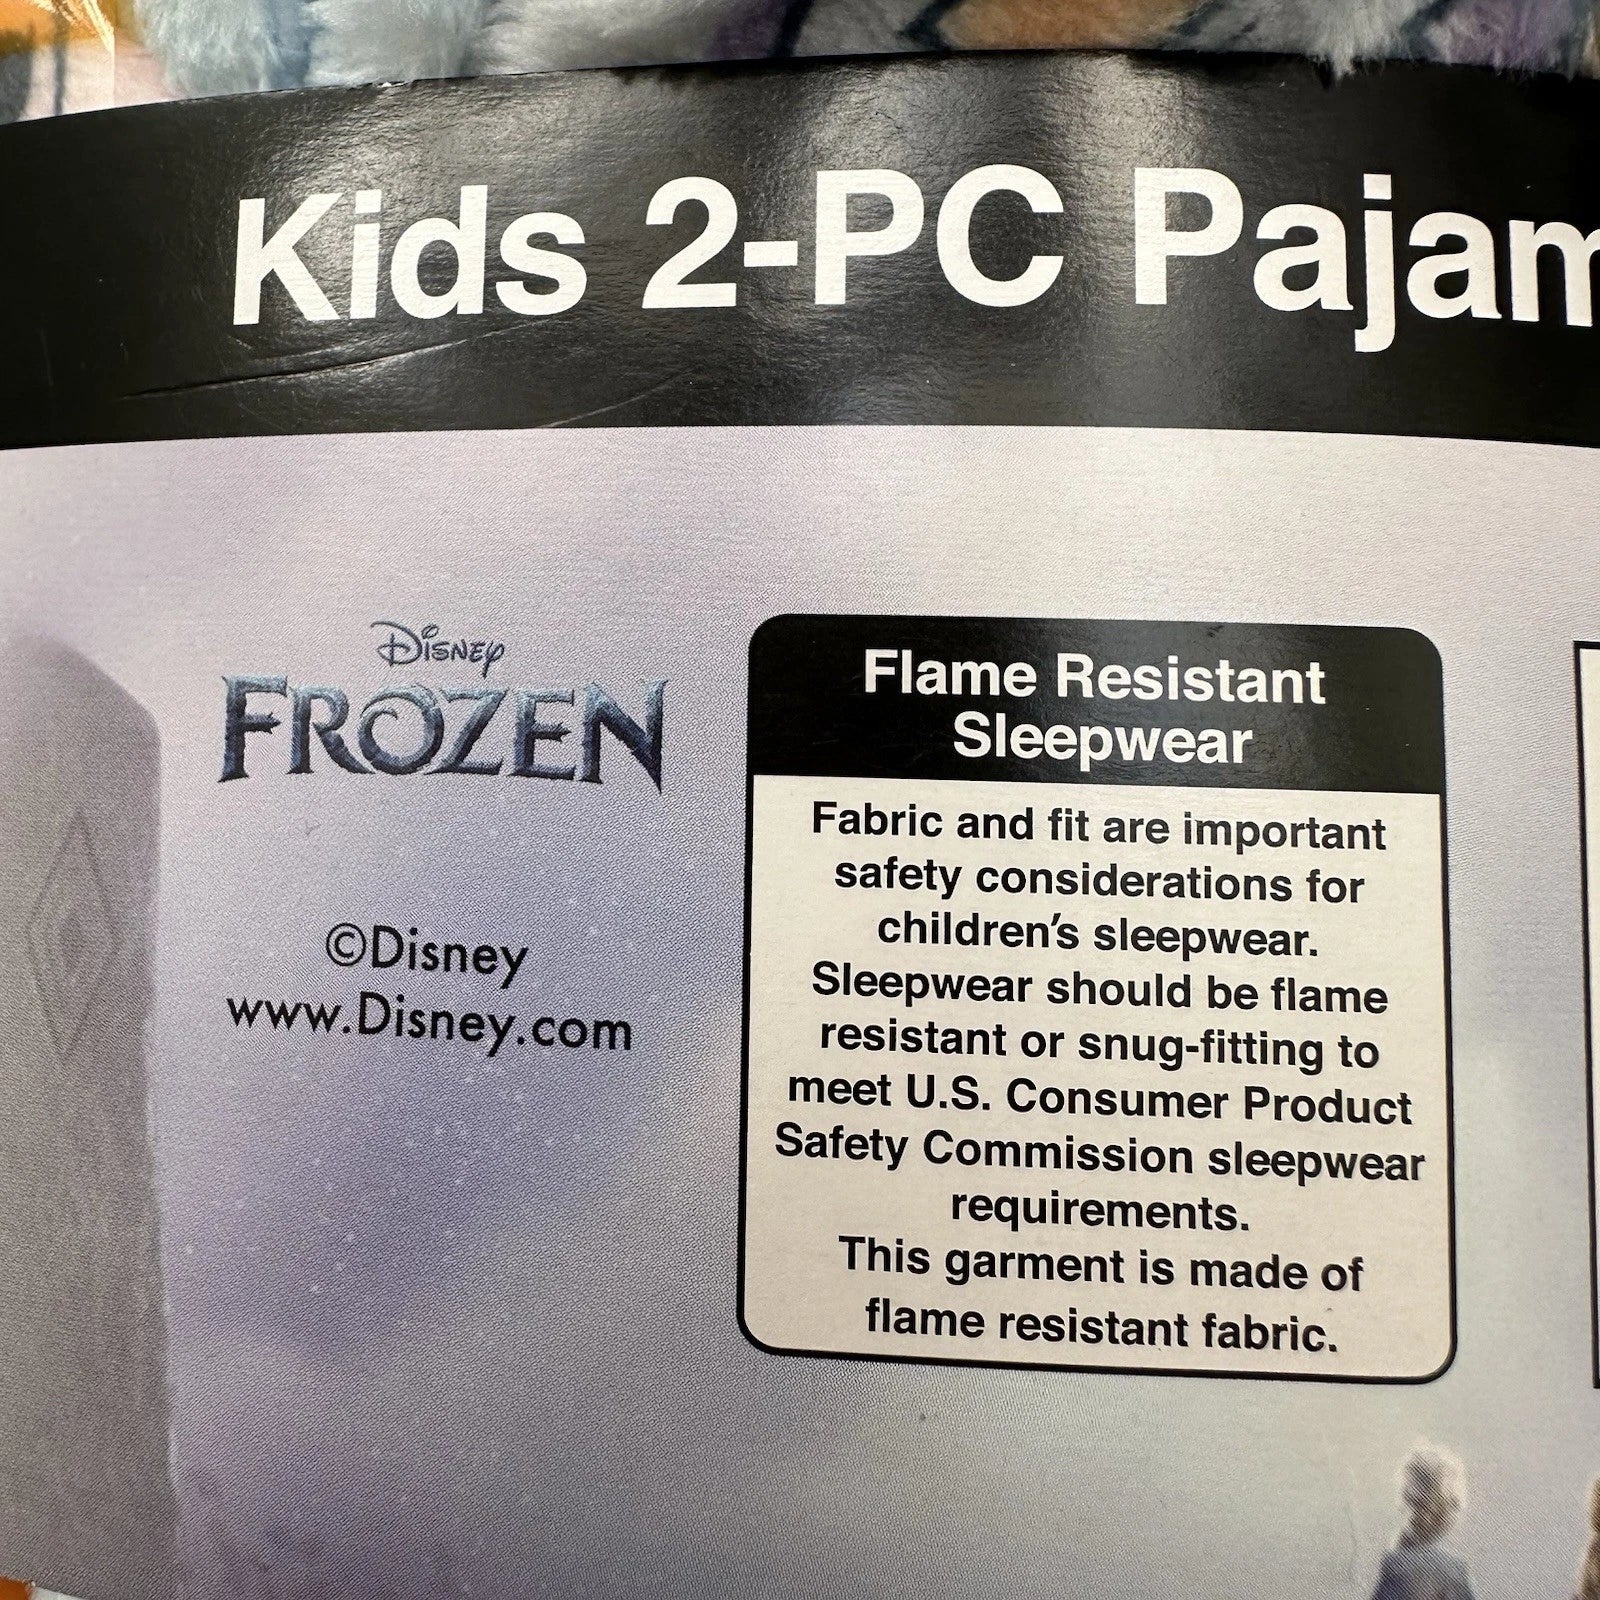 Kids 2-PC Pajam
Disney
FROZEN
©Disney
www.Disney.com
Flame Resistant
Sleepwear
Fabric and fit are important
safety considerations for
children's sleepwear.
Sleepwear should be flame
resistant or snug-fitting to
meet U.S. Consumer Product
Safety Commission sleepwear
requirements.
This garment is made of
flame resistant fabric.